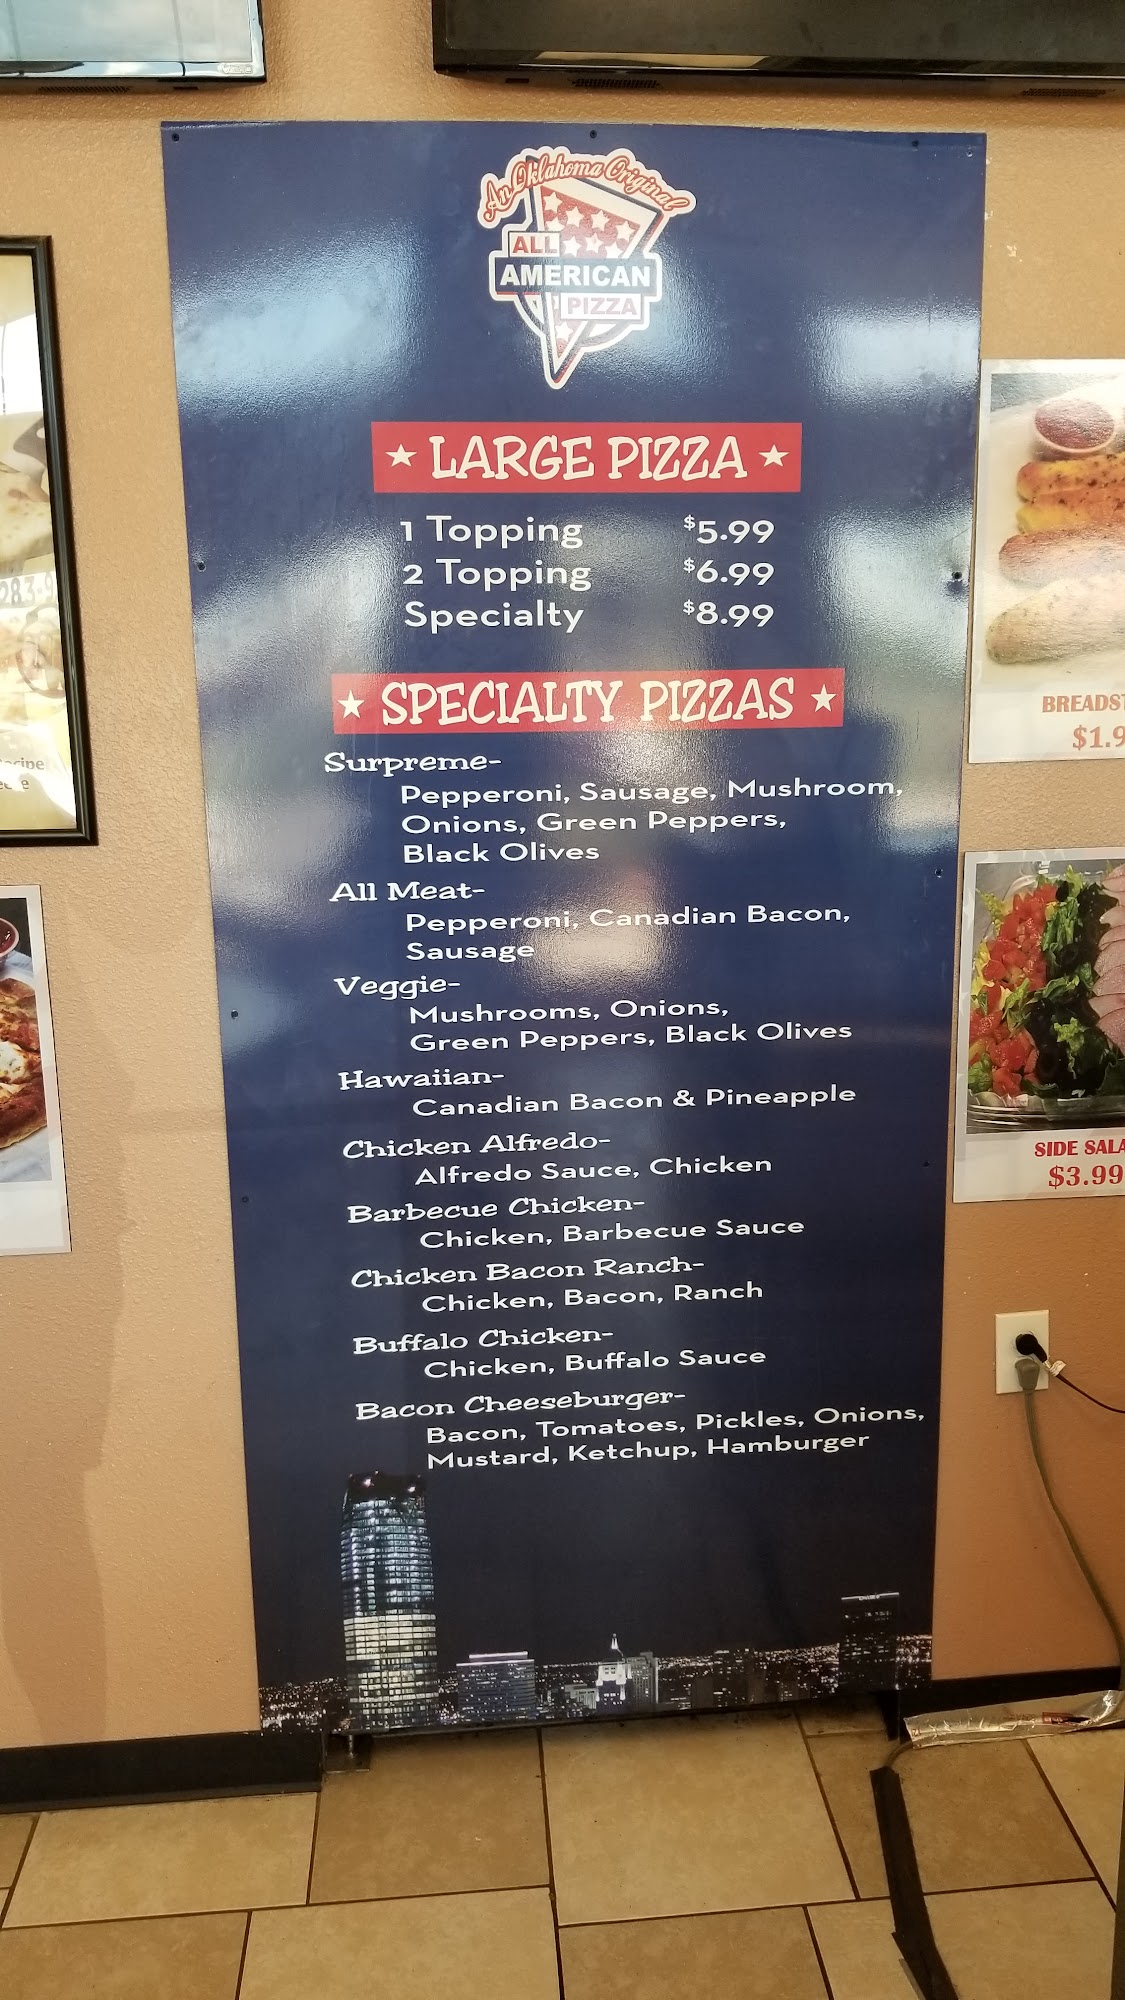 An Oklahoma Original
ALL
AMERICAN
PIZZA
LARGE PIZZA
1 Topping $5.99
2 Topping $6.99
Specialty $8.99
SPECIALTY PIZZAS
Surpreme-
Pepperoni, Sausage, Mushroom,
Onions, Green Peppers,
Black Olives
All Meat-
Pepperoni, Canadian Bacon,
Sausage
Veggie-
Mushrooms, Onions,
Green Peppers, Black Olives
Hawaiian-
Canadian Bacon & Pineapple
Chicken Alfredo-
Alfredo Sauce, Chicken
Barbecue Chicken-
Chicken, Barbecue Sauce
Chicken Bacon Ranch-
Chicken, Bacon, Ranch
Buffalo Chicken-
Chicken, Buffalo Sauce
Bacon Cheeseburger-
Bacon, Tomatoes, Pickles, Onions,
Mustard, Ketchup, Hamburger
BREADST
$1.9
SIDE SALA
$3.99